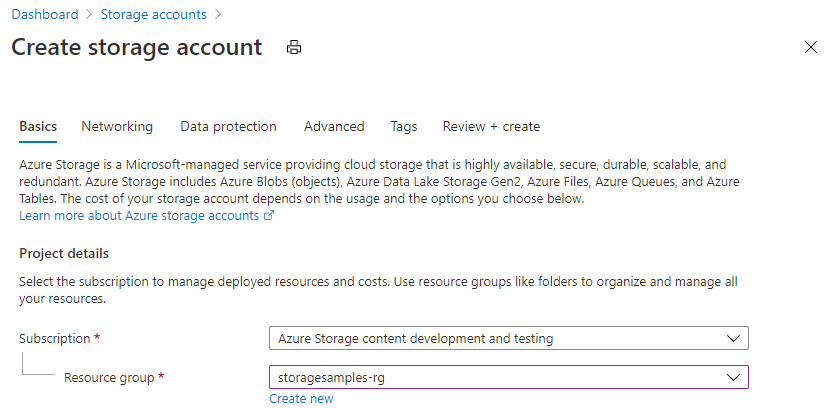 Dashboard > Storage accounts >
Create storage account
Basics Networking Data protection Advanced Tags Review + create
Azure Storage is a Microsoft-managed service providing cloud storage that is highly available, secure, durable, scalable, and
redundant. Azure Storage includes Azure Blobs (objects), Azure Data Lake Storage Gen2, Azure Files, Azure Queues, and Azure
Tables. The cost of your storage account depends on the usage and the options you choose below.
Learn more about Azure storage accounts
Project details
Select the subscription to manage deployed resources and costs. Use resource groups like folders to organize and manage all
your resources.
Subscription * Azure Storage content development and testing
Resource group * storagesamples-rg
Create new